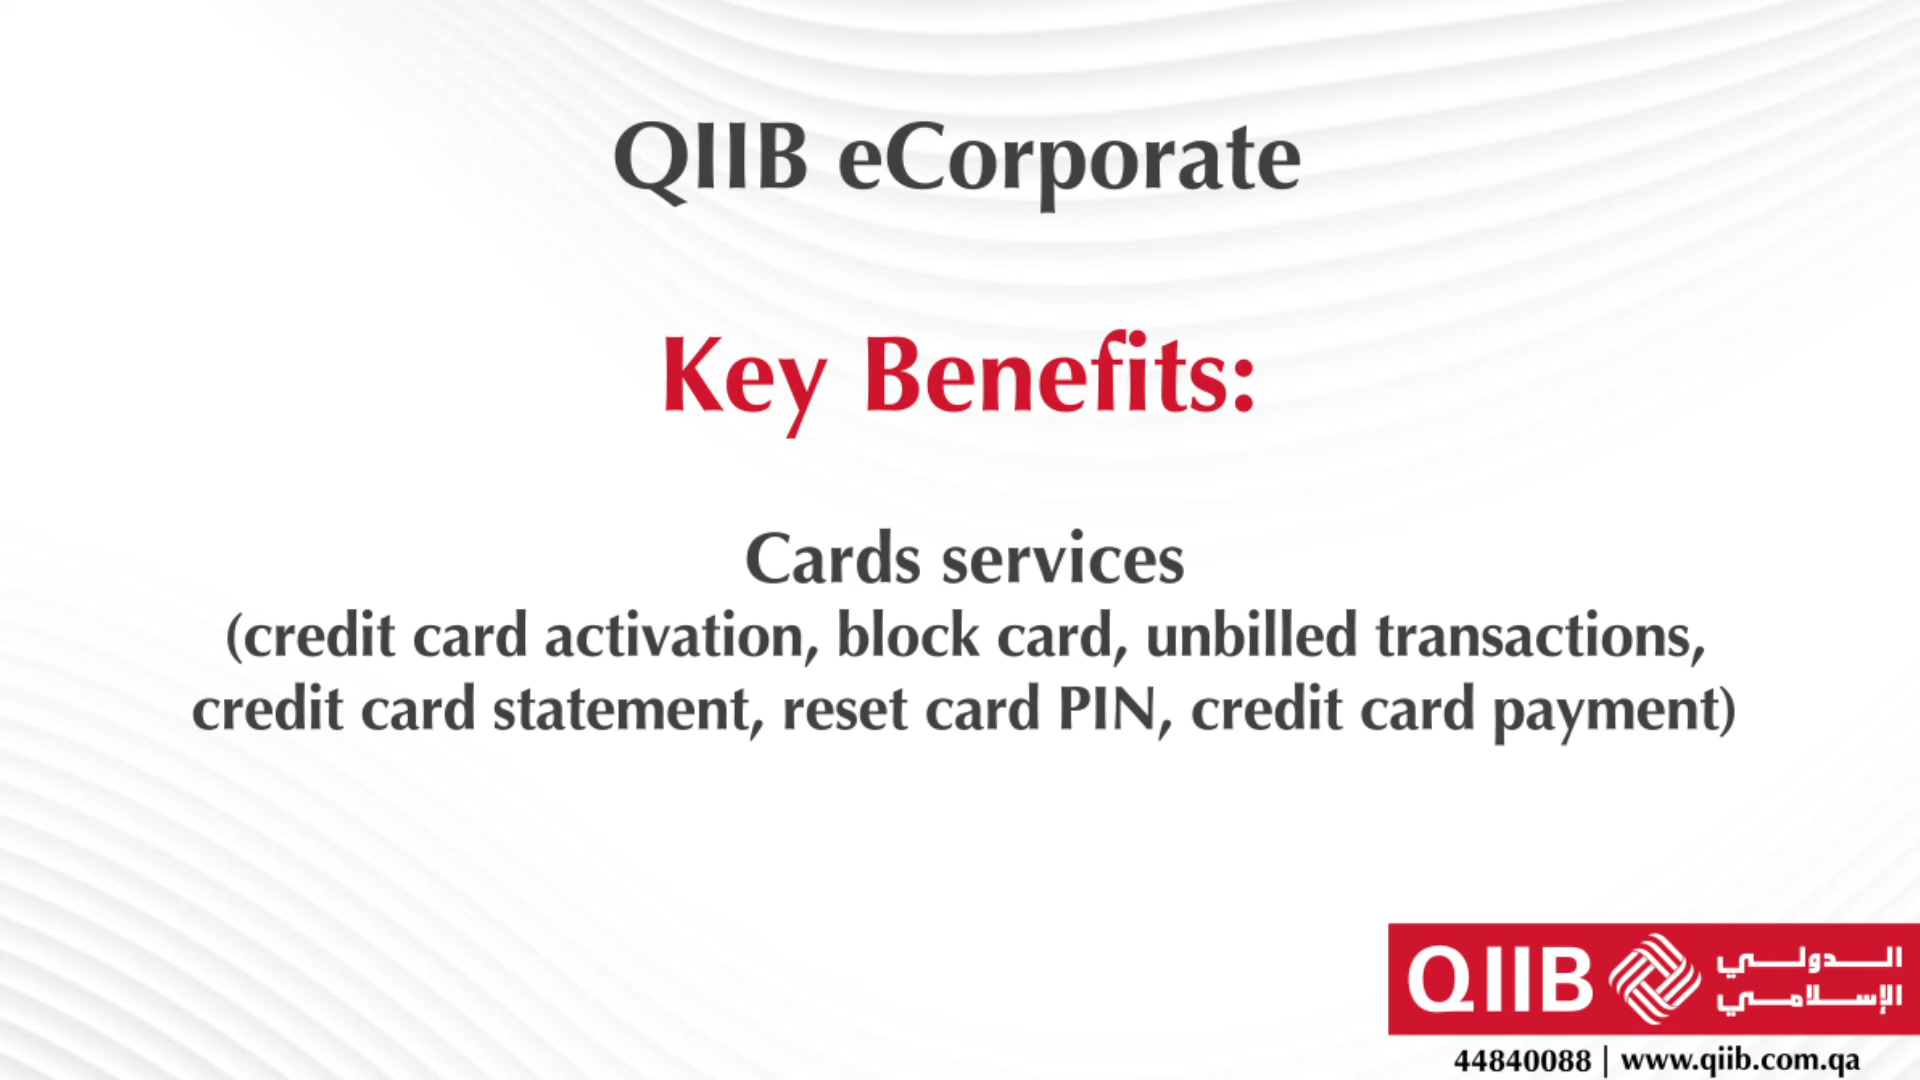 QIIB eCorporate
Key Benefits:
Cards services
(credit card activation, block card, unbilled transactions,
credit card statement, reset card PIN, credit card payment)
QIIB
الدولي
الإسلامي
44840088 | www.qiib.com.qa